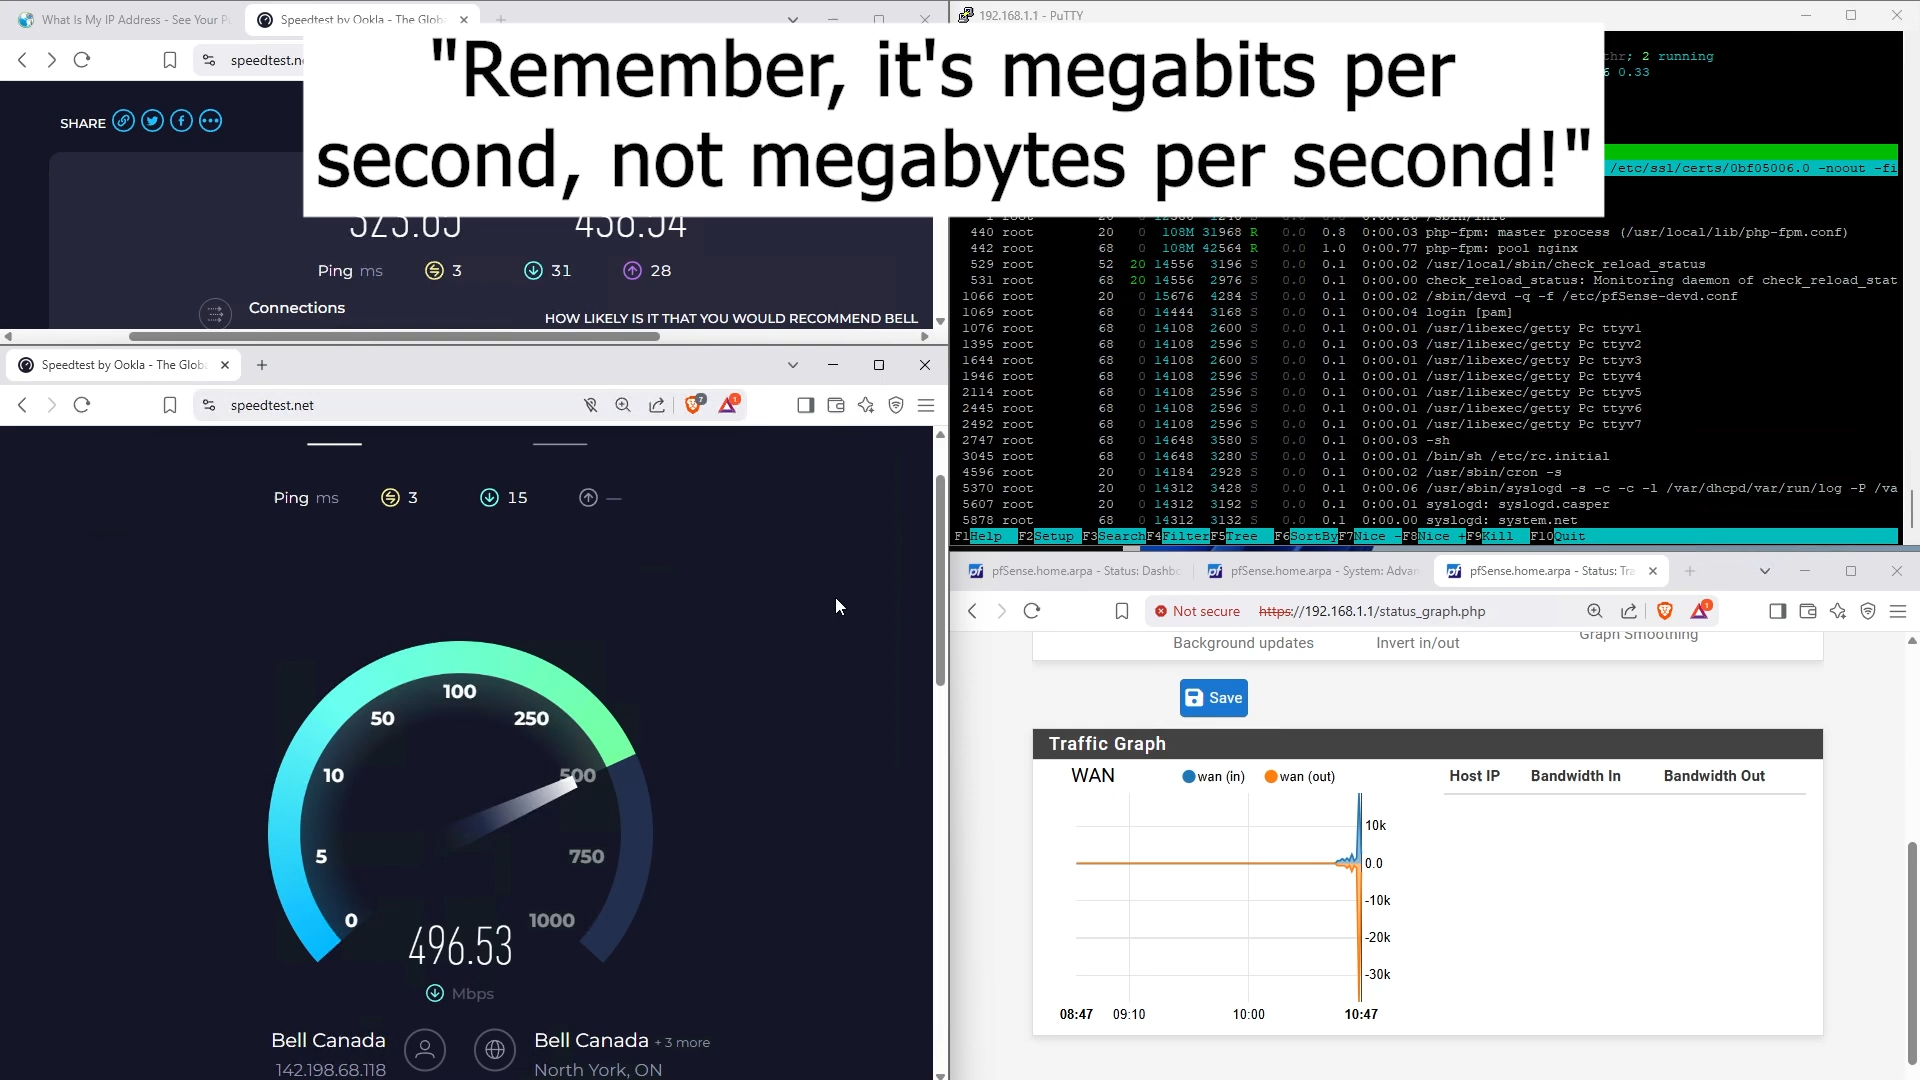 What Is My IP Address - See Your P
Speedtest by Ookla - The Glob
speedtest.n
"Remember, it's megabits per
second, not megabytes per second!"
SHARE
Ping ms 3 31 28
Connections
HOW LIKELY IS IT THAT YOU WOULD RECOMMEND BELL
Speedtest by Ookla - The Glob
speedtest.net
7
1
Ping ms 3 15 —
0
5
10
50
100
250
500
750
1000
496.53
Mbps
Bell Canada
142.198.68.118
Bell Canada + 3 more
North York, ON
192.168.1.1 - PuTTY
thr; 2 running
0.33
/etc/ssl/certs/0bf05006.0 -noout -fi
440 root 20 0 108M 31968 R 0.0 0.8 0:00.03 php-fpm: master process (/usr/local/lib/php-fpm.conf)
442 root 68 0 108M 42564 R 0.0 1.0 0:00.77 php-fpm: pool nginx
529 root 52 20 14556 3196 S 0.0 0.1 0:00.02 /usr/local/sbin/check_reload_status
531 root 68 20 14556 2976 S 0.0 0.1 0:00.00 check_reload_status: Monitoring daemon of check_reload_stat
1066 root 20 0 15676 4284 S 0.0 0.1 0:00.02 /sbin/devd -q -f /etc/pfSense-devd.conf
1069 root 68 0 14444 3168 S 0.0 0.1 0:00.04 login [pam]
1076 root 68 0 14108 2600 S 0.0 0.1 0:00.01 /usr/libexec/getty Pc ttyv1
1395 root 68 0 14108 2596 S 0.0 0.1 0:00.03 /usr/libexec/getty Pc ttyv2
1644 root 68 0 14108 2600 S 0.0 0.1 0:00.01 /usr/libexec/getty Pc ttyv3
1946 root 68 0 14108 2596 S 0.0 0.1 0:00.01 /usr/libexec/getty Pc ttyv4
2114 root 68 0 14108 2596 S 0.0 0.1 0:00.01 /usr/libexec/getty Pc ttyv5
2445 root 68 0 14108 2596 S 0.0 0.1 0:00.01 /usr/libexec/getty Pc ttyv6
2492 root 68 0 14108 2596 S 0.0 0.1 0:00.01 /usr/libexec/getty Pc ttyv7
2747 root 68 0 14648 3580 S 0.0 0.1 0:00.03 -sh
3045 root 68 0 14648 3280 S 0.0 0.1 0:00.01 /bin/sh /etc/rc.initial
4596 root 20 0 14184 2928 S 0.0 0.1 0:00.02 /usr/sbin/cron -s
5370 root 20 0 14312 3428 S 0.0 0.1 0:00.06 /usr/sbin/syslogd -s -c -c -l /var/dhcpd/var/run/log -P /va
5607 root 20 0 14312 3192 S 0.0 0.1 0:00.01 syslogd: syslogd.casper
5878 root 68 0 14312 3132 S 0.0 0.1 0:00.00 syslogd: system.net
F1Help F2Setup F3SearchF4FilterF5Tree F6SortByF7Nice -F8Nice +F9Kill F10Quit
pfSense.home.arpa - Status: Dashbo
pfSense.home.arpa - System: Advan
pfSense.home.arpa - Status: Tra
Not secure https://192.168.1.1/status_graph.php
1
Background updates
Invert in/out
Graph Smoothing
Save
Traffic Graph
WAN
wan (in)
wan (out)
Host IP Bandwidth In Bandwidth Out
10k
0.0
-10k
-20k
-30k
08:47 09:10 10:00 10:47